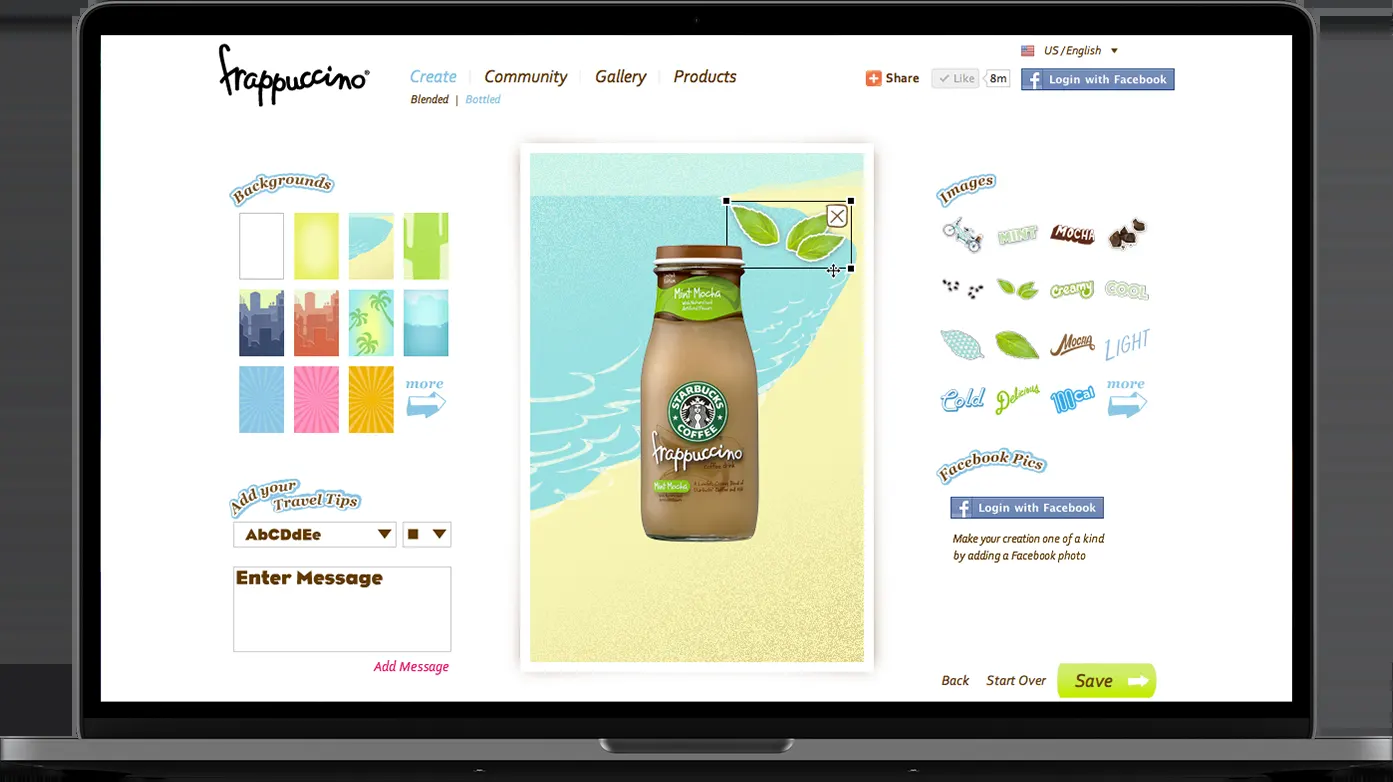 frappuccino®
Create
Community
Gallery
Products
Blended | Bottled
US / English
Share
Like
8m
f Login with Facebook
Backgrounds
more
Add your
Travel Tips
AbCDdEe
Enter Message
Add Message
Mint Mocha
STARBUCKS
COFFEE
frappuccino
Coffee drink
Mint Mocha
Images
MINT
MOCHA
Creamy
COOL
Mocha
LIGHT
Cold
Delicious
100Cal
more
Facebook Pics
f Login with Facebook
Make your creation one of a kind
by adding a Facebook photo
Back
Start Over
Save